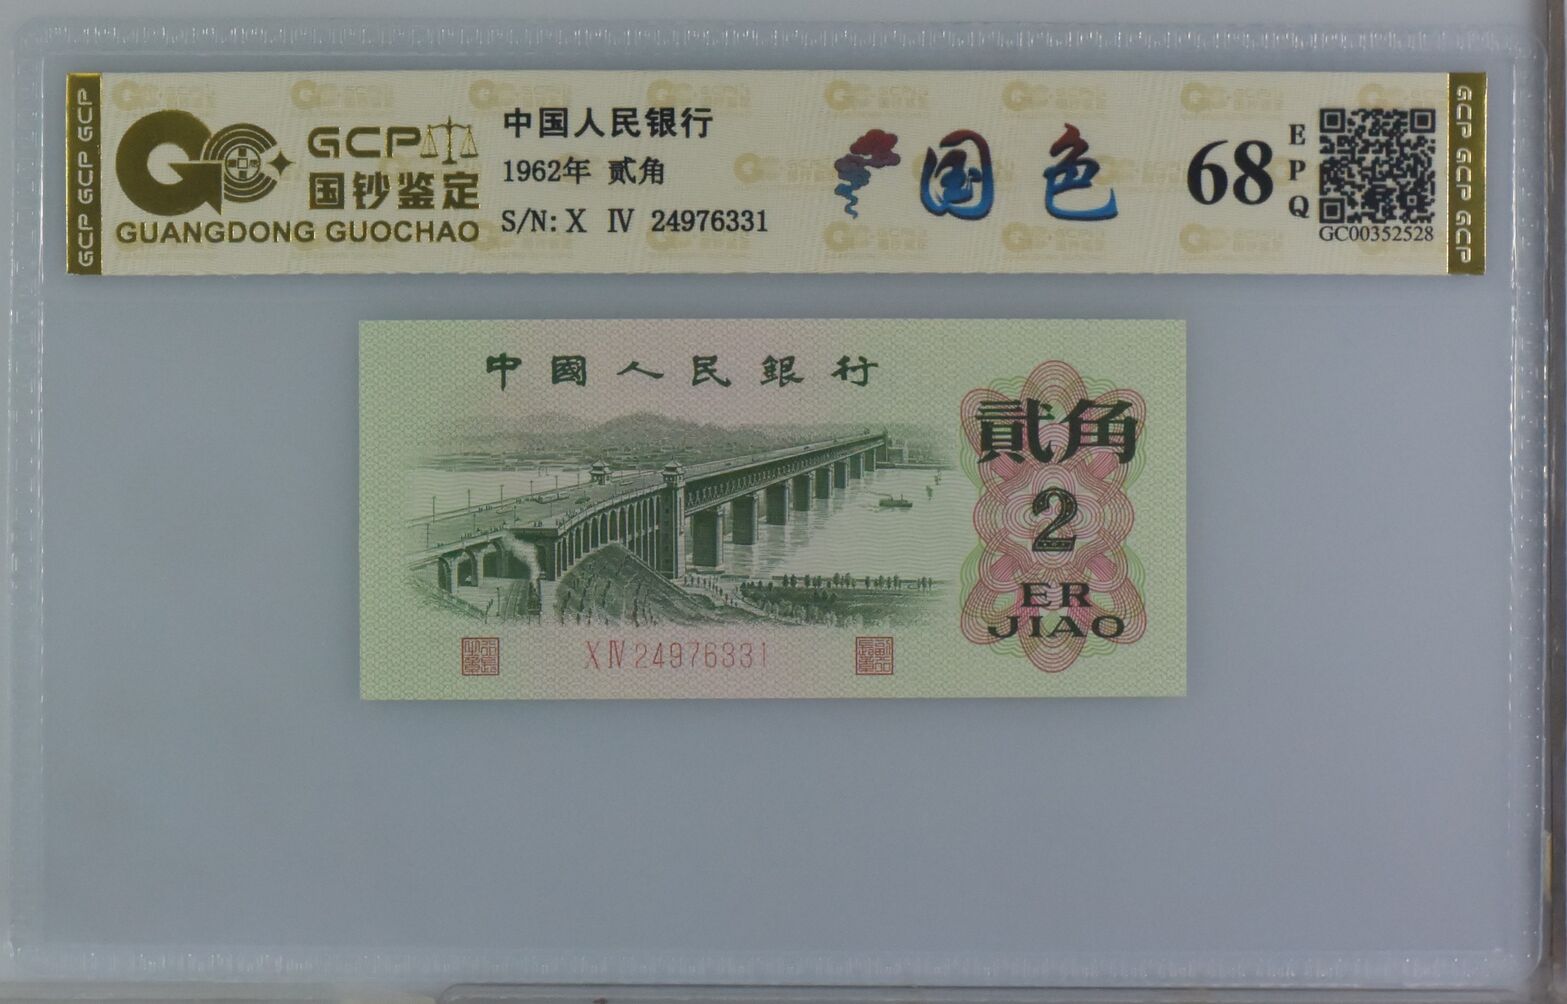 GCP GCP GCP
GCP
国钞鉴定
GUANGDONG GUOCHAO
中国人民银行
1962年 贰角
S/N: X Ⅳ 24976331
国色
68
EPQ
GC00352528
GCP GCP GCP
中國人民銀行
貳角
2
ER
JIAO
X Ⅳ 24976331